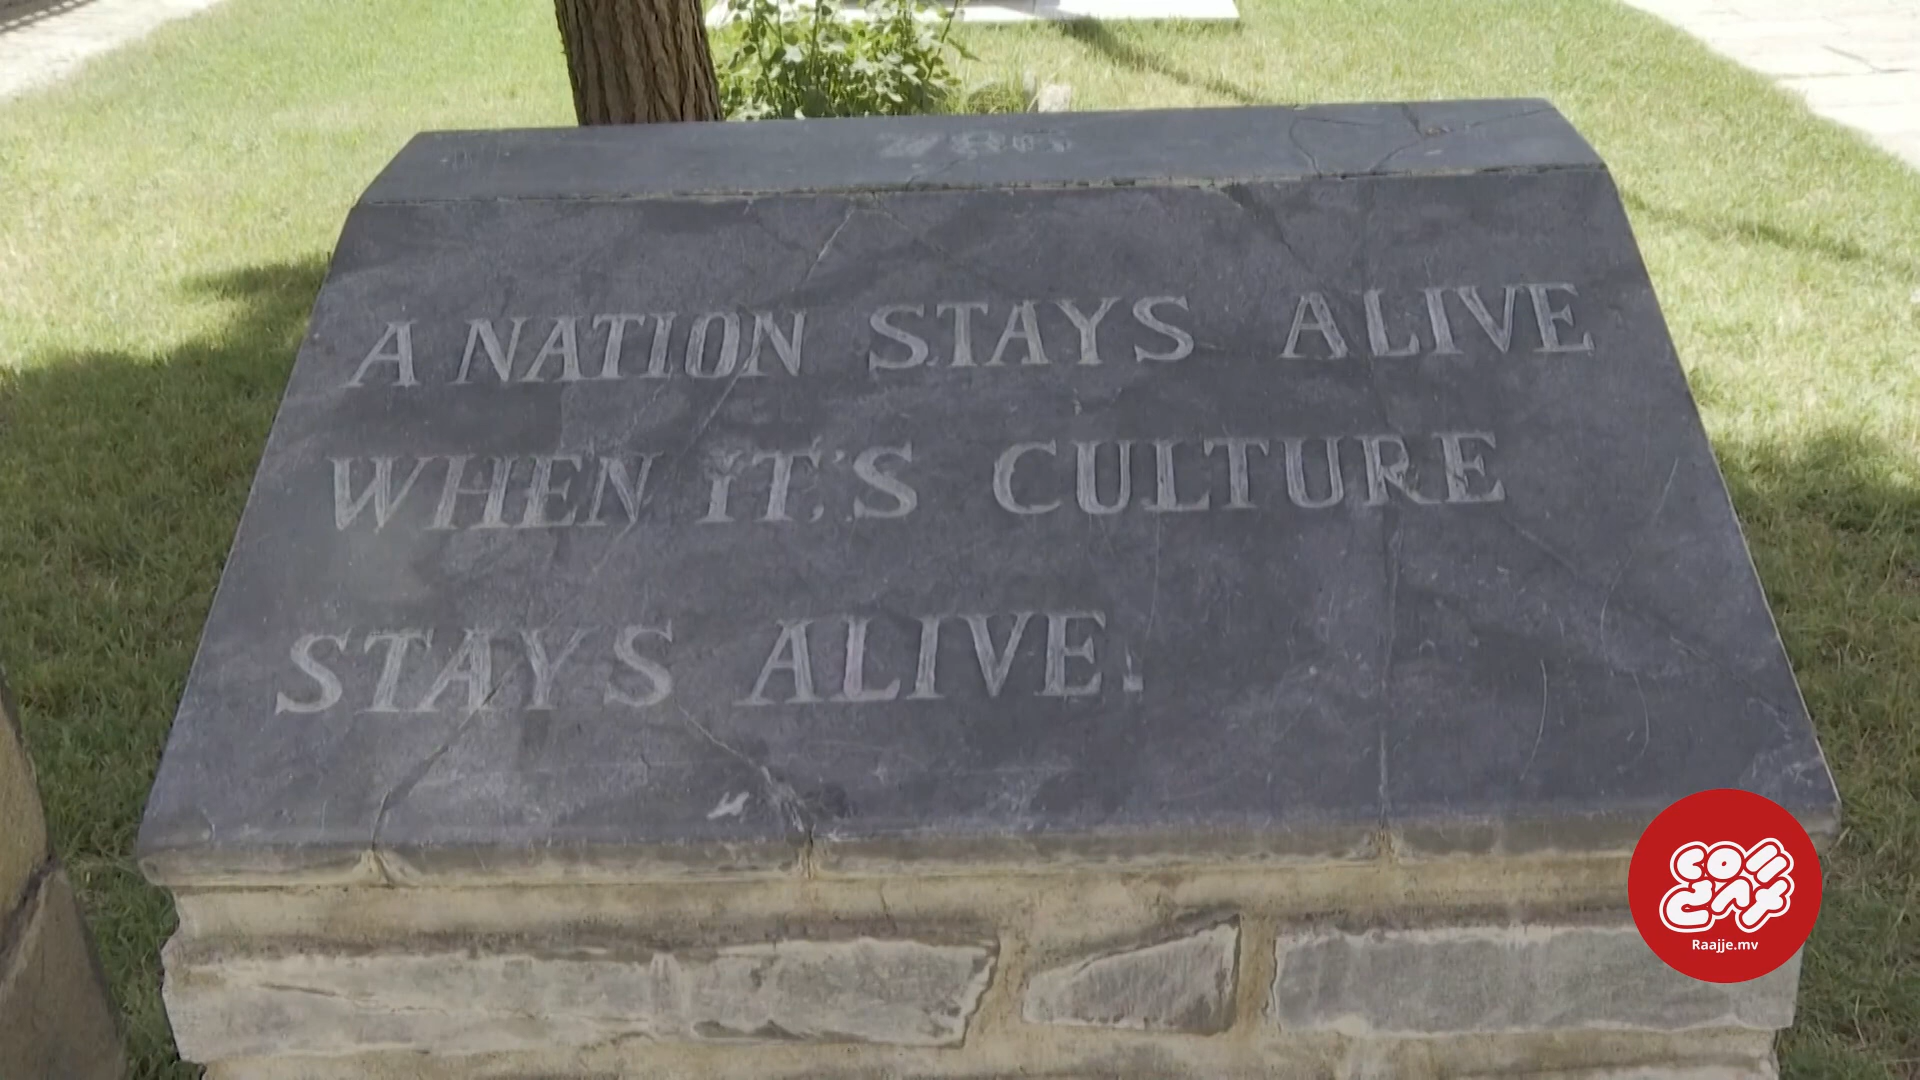 A NATION STAYS ALIVE
WHEN IT'S CULTURE
STAYS ALIVE.
Raajje.mv